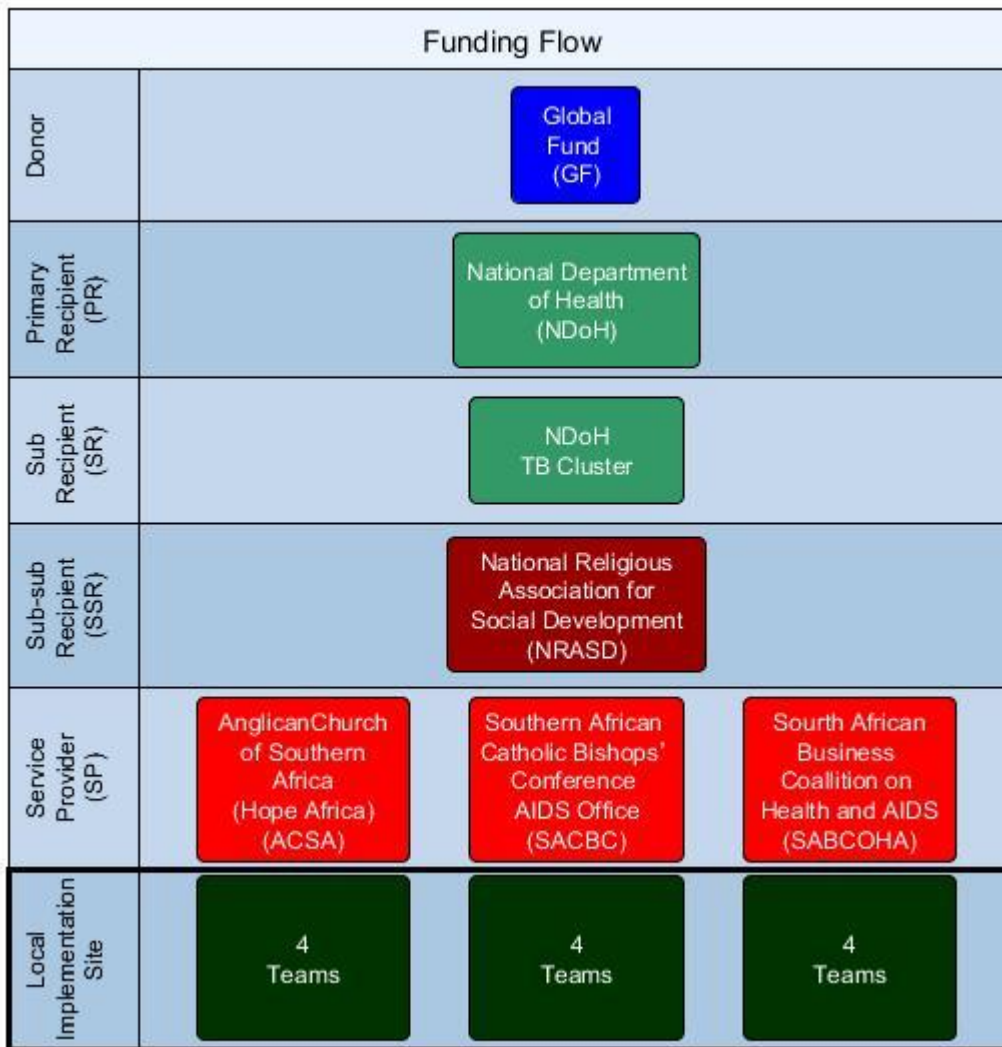 Funding Flow
Donor
Global
Fund
(GF)
Primary
Recipient
(PR)
National Department
of Health
(NDoH)
Sub
Recipient
(SR)
NDoH
TB Cluster
Sub-sub
Recipient
(SSR)
National Religious
Association for
Social Development
(NRASD)
Service
Provider
(SP)
AnglicanChurch
of Southern
Africa
(Hope Africa)
(ACSA)
Southern African
Catholic Bishops'
Conference
AIDS Office
(SACBC)
Sourth African
Business
Coallition on
Health and AIDS
(SABCOHA)
Local
Implementation
Site
4
Teams
4
Teams
4
Teams